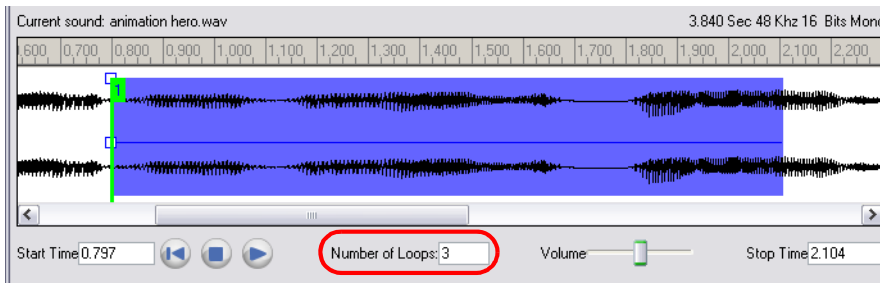 Current sound: animation hero.wav 3.840 Sec 48 Khz 16 Bits Mono
0,700 0,800 0,900 1,000 1,100 1,200 1,300 1,400 1,500 1,600 1,700 1,800 1,900 2,000 2,100 2,200
1
Start Time 0.797 Number of Loops: 3 Volume Stop Time 2.104